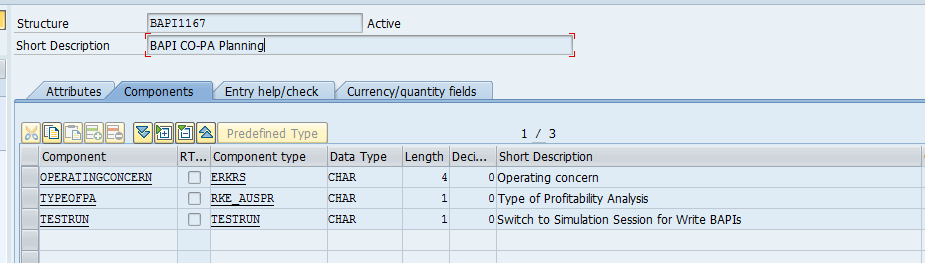 Structure BAPI1167 Active
Short Description BAPI CO-PA Planning
Attributes Components Entry help/check Currency/quantity fields
Predefined Type 1 / 3
Component RT... Component type Data Type Length Deci... Short Description
OPERATINGCONCERN ERKRS CHAR 4 0 Operating concern
TYPEOFPA RKE_AUSPR CHAR 1 0 Type of Profitability Analysis
TESTRUN TESTRUN CHAR 1 0 Switch to Simulation Session for Write BAPIs